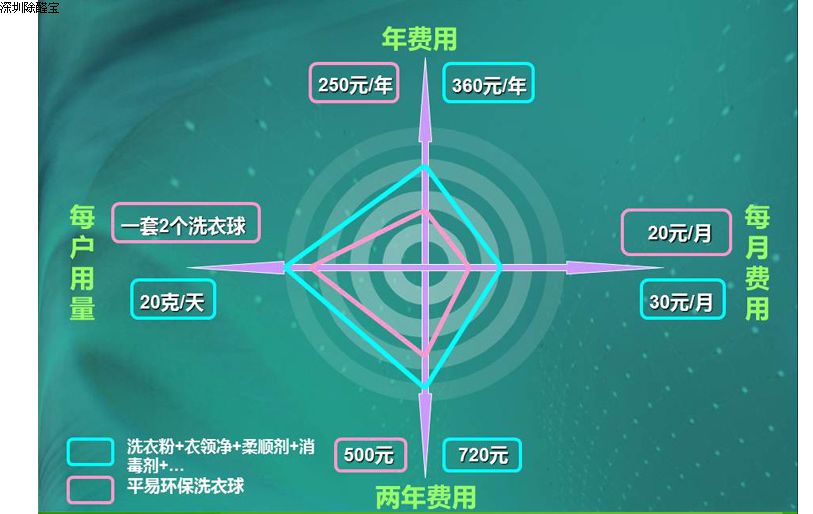 深圳除醛宝
年费用
250元/年
360元/年
每户用量
一套2个洗衣球
20克/天
每月费用
20元/月
30元/月
洗衣粉+衣领净+柔顺剂+消
毒剂+...
平易环保洗衣球
500元
720元
两年费用